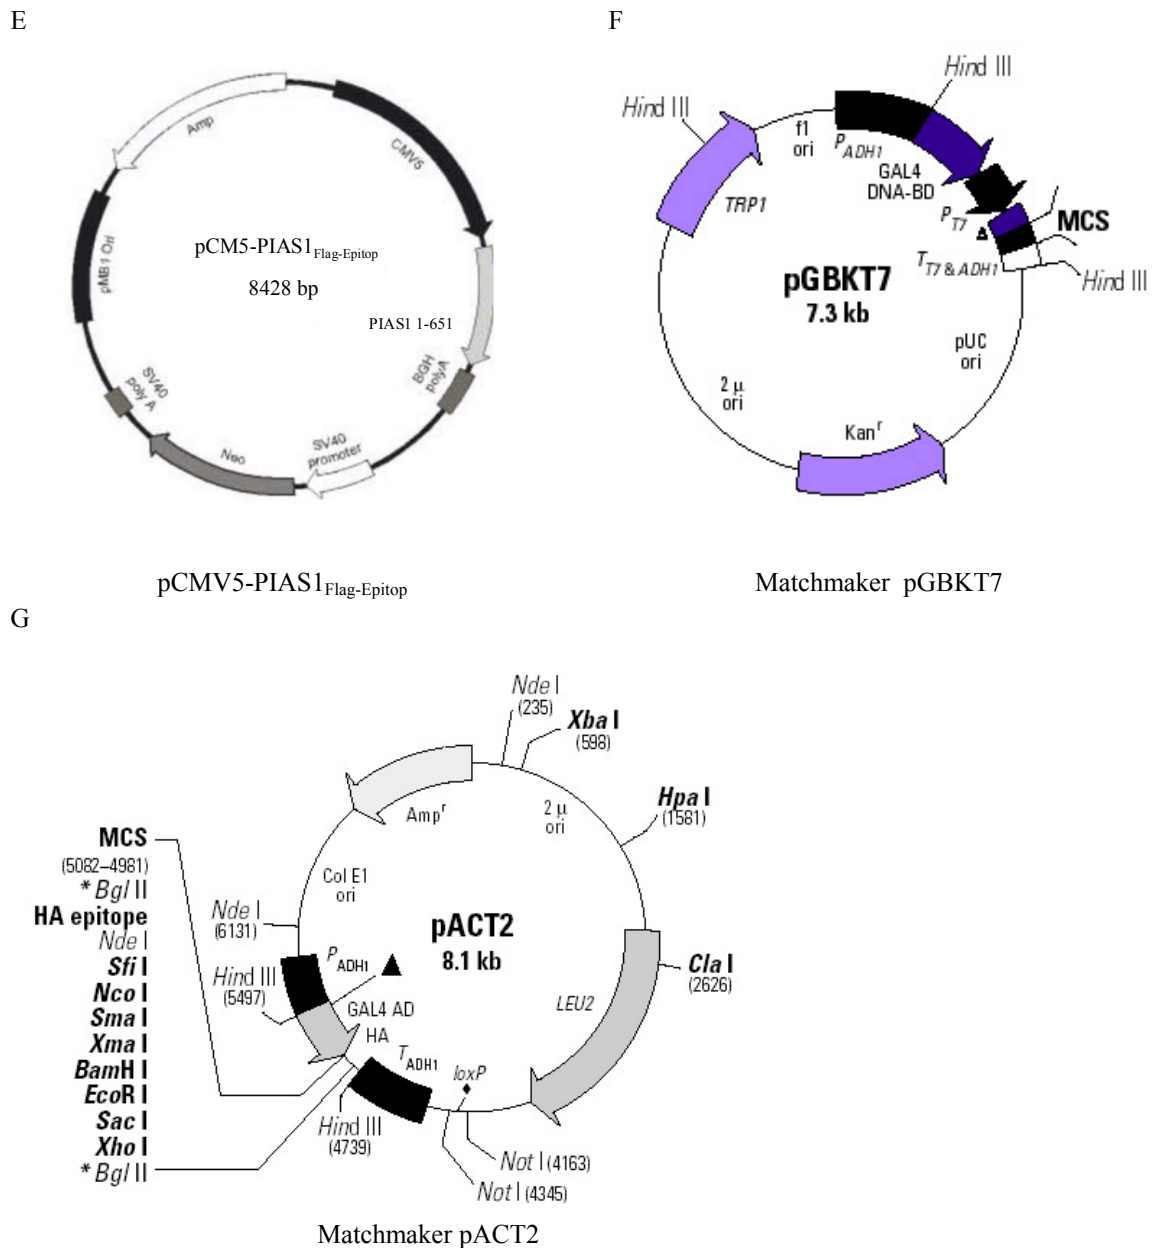 E
Amp
CMV5
pMB1 Ori
pCM5-PIAS1Flag-Epitop
8428 bp
PIAS1 1-651
BGH
polyA
SV40
poly A
SV40
promoter
Neo
pCMV5-PIAS1Flag-Epitop
F
Hind III
Hind III
f1
ori
PADH1
GAL4
DNA-BD
TRP1
PT7
MCS
TT7 & ADH1
Hind III
pGBKT7
7.3 kb
pUC
ori
2 μ
ori
Kanr
Matchmaker pGBKT7
G
Nde I
(235)
Xba I
(598)
Ampr
2 μ
ori
Hpa I
(1581)
MCS
(5082–4981)
* Bgl II
HA epitope
Nde I
Sfi I
Nco I
Sma I
Xma I
BamH I
EcoR I
Sac I
Xho I
* Bgl II
Col E1
ori
Nde I
(6131)
PADH1
Hind III
(5497)
GAL4 AD
HA
TADH1
loxP
pACT2
8.1 kb
LEU2
Cla I
(2626)
Hind III
(4739)
Not I (4163)
Not I (4345)
Matchmaker pACT2